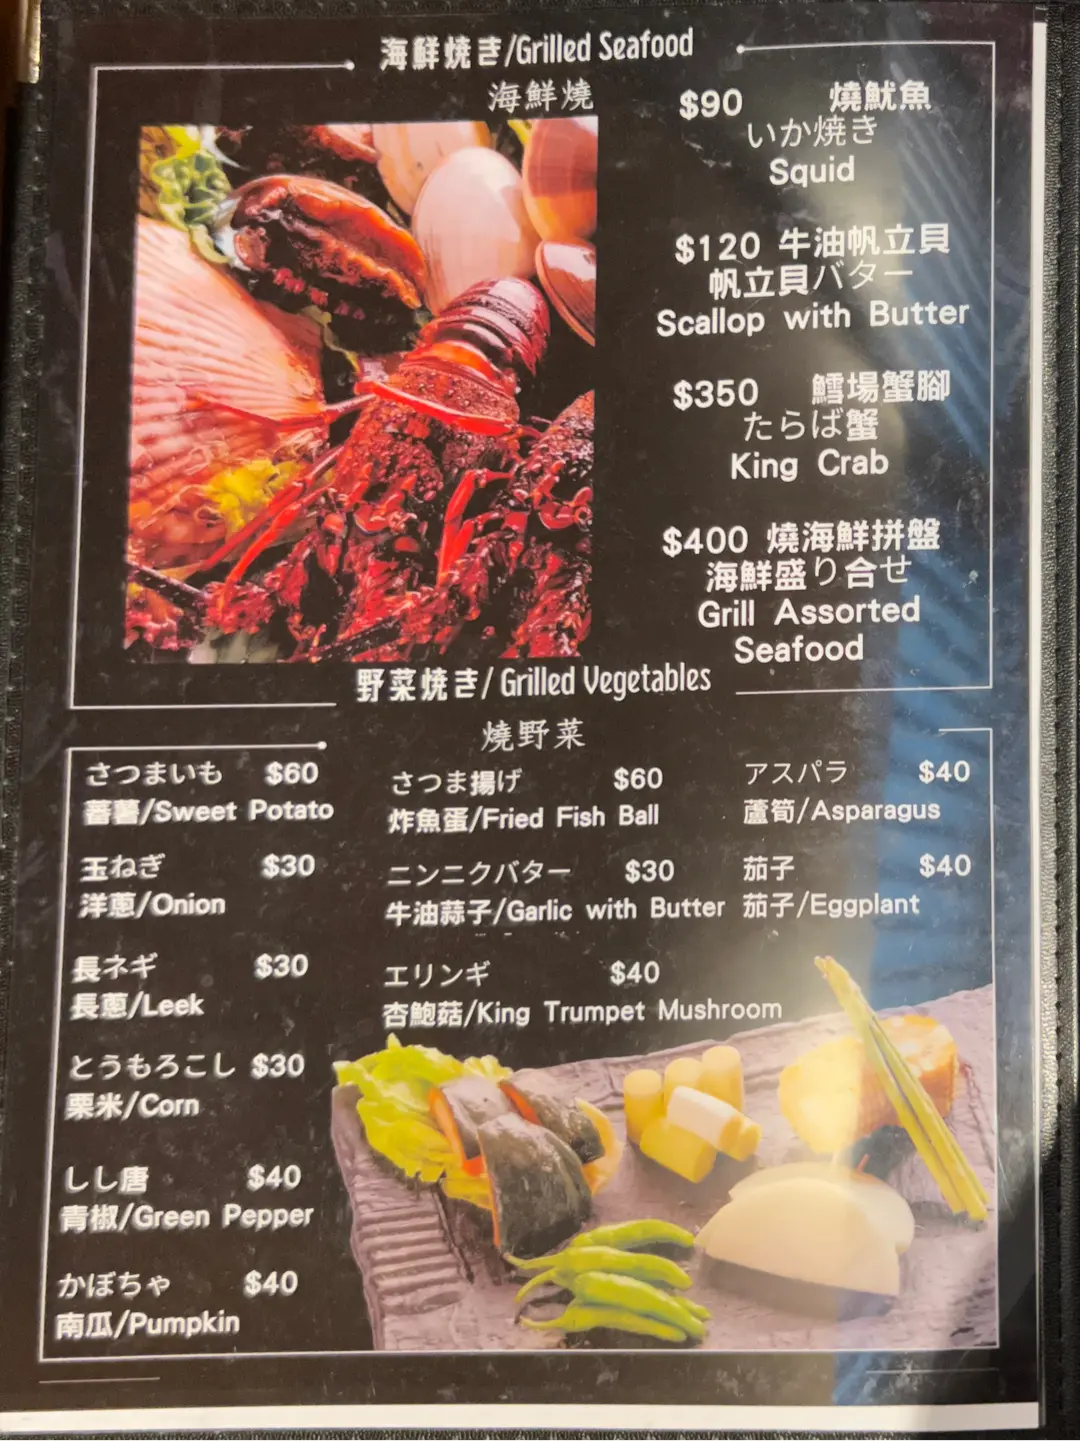 海鮮焼き/Grilled Seafood
海鮮燒
$90 燒魷魚
いか焼き
Squid
$120 牛油帆立貝
帆立貝バター
Scallop with Butter
$350 鱈場蟹腳
たらば蟹
King Crab
$400 燒海鮮拼盤
海鮮盛り合せ
Grill Assorted
Seafood
野菜焼き/ Grilled Vegetables
燒野菜
さつまいも $60
蕃薯/Sweet Potato
玉ねぎ $30
洋蔥/Onion
長ネギ $30
長蔥/Leek
とうもろこし $30
粟米/Corn
しし唐 $40
青椒/Green Pepper
かぼちゃ $40
南瓜/Pumpkin
さつま揚げ $60
炸魚蛋/Fried Fish Ball
ニンニクバター $30
牛油蒜子/Garlic with Butter
エリンギ $40
杏鮑菇/King Trumpet Mushroom
アスパラ $40
蘆筍/Asparagus
茄子 $40
茄子/Eggplant